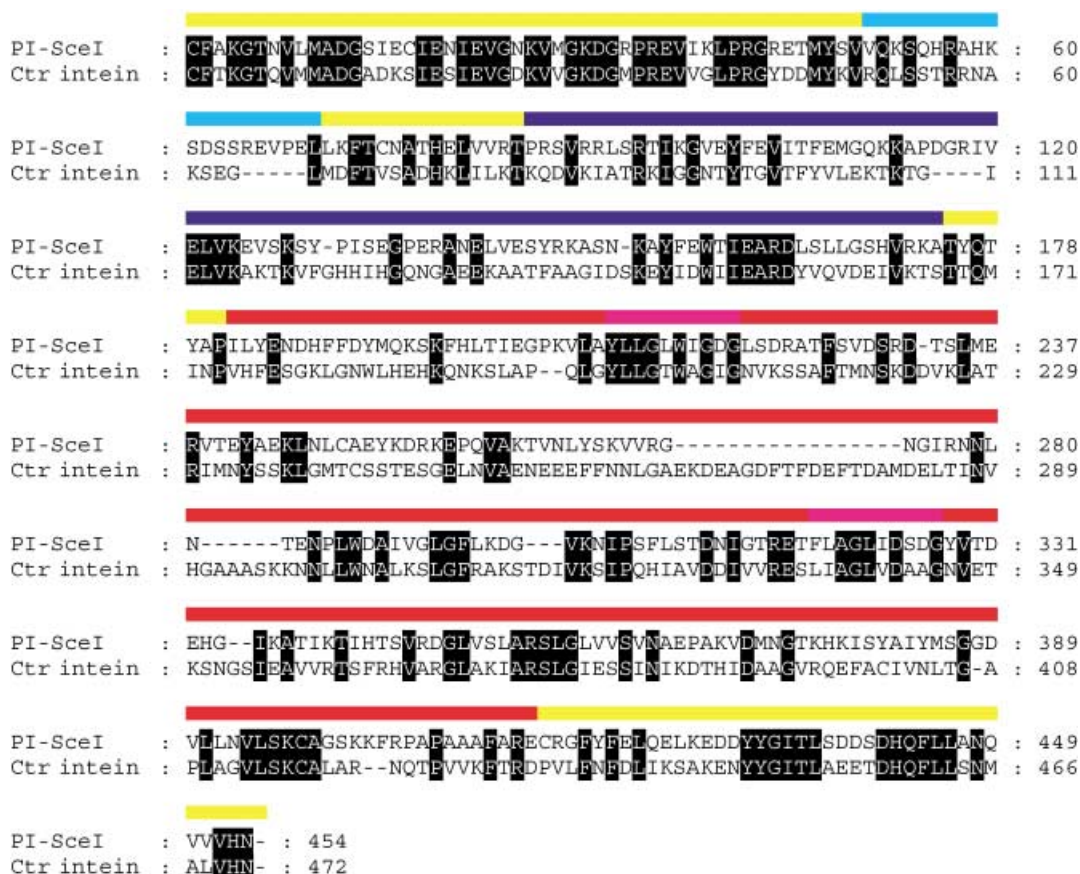 PI-SceI : CFAKGTNVLMADGSIECIENIEVGNKVMGKDGRPREVIKLPRGRETMYSVVQKSQHRAHK : 60
Ctr intein : CFTKGTQVMMADGADKSIESIEVGDKVVGKDGMPREVVGLPRGYDDMYKVRQLSSTRRNA : 60
PI-SceI : SDSSREVPELLKFTCNATHELVVRTPRSVRRLSRTIKGVEYFEVITFEMGQKKAPDGRIV : 120
Ctr intein : KSEG-----LMDFTVSADHKLILKTKQDVKIATRKIGGNTYTGVTFYVLEKTKTG----I : 111
PI-SceI : ELVKEVSKSY-PISEGPERANELVESYRKASN-KAYFEWTIEARDLSLLGSHVRKATYQT : 178
Ctr intein : ELVKAKTKVFGHHIHGQNGAEEKAATFAAGIDSKEYIDWIIEARDYVQVDEIVKTSTTQM : 171
PI-SceI : YAPILYENDHFFDYMQKSKFHLTIEGPKVLAYLLGLWIGDGLSDRATFSVDSRD-TSLME : 237
Ctr intein : INPVHFESGKLGNWLHEHKQNKSLAP--QLGYLLGTWAGIGNVKSSAFTMNSKDDVKLAT : 229
PI-SceI : RVTEYAEKLNLCAEYKDRKEPQVAKTVNLYSKVVRG-----------------NGIRNNL : 280
Ctr intein : RIMNYSSKLGMTCSSTESGELNVAENEEEFFNNLGAEKDEAGDFTFDEFTDAMDELTINV : 289
PI-SceI : N------TENPLWDAIVGLGFLKDG---VKNIPSFLSTDNIGTRETFLAGLIDSDGYVTD : 331
Ctr intein : HGAAASKKNNLLWNALKSLGFRAKSTDIVKSIPQHIAVDDIVVRESLIAGLVDAAGNVET : 349
PI-SceI : EHG--IKATIKTIHTSVRDGLVSLARSLGLVVSVNAEPAKVDMNGTKHKISYAIYMSGGD : 389
Ctr intein : KSNGSIEAVVRTSFRHVARGLAKIARSLGIESSINIKDTHIDAAGVRQEFACIVNLTG-A : 408
PI-SceI : VLLNVLSKCAGSKKFRPAPAAAFARECRGFYFELQELKEDDYYGITLSDDSDHQFLLANQ : 449
Ctr intein : PLAGVLSKCALAR--NQTPVVKFTRDPVLFNFDLIKSAKENYYGITLAEETDHQFLLSNM : 466
PI-SceI : VVVHN- : 454
Ctr intein : ALVHN- : 472